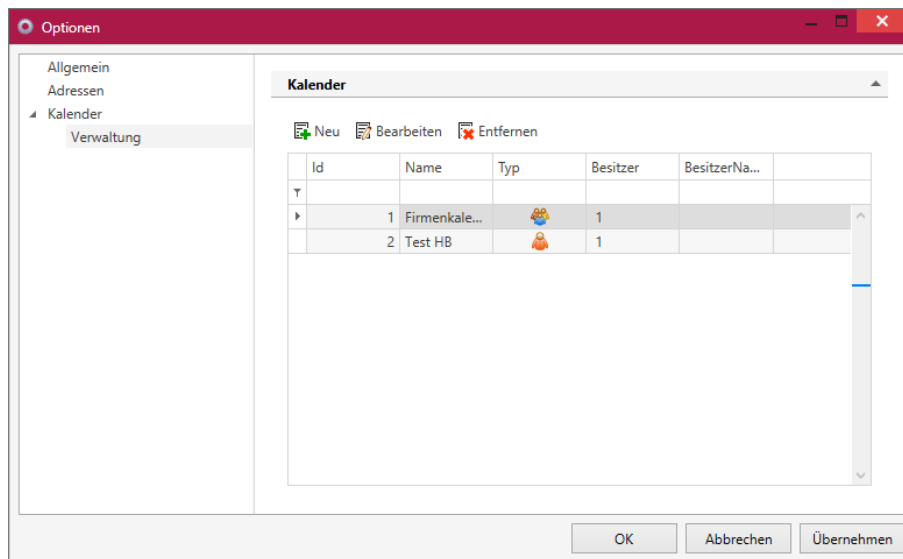 Optionen
Allgemein
Adressen
Kalender
Verwaltung
Kalender
Neu Bearbeiten Entfernen
Id Name Typ Besitzer BesitzerNa...
1 Firmenkale... 1
2 Test HB 1
OK Abbrechen Übernehmen